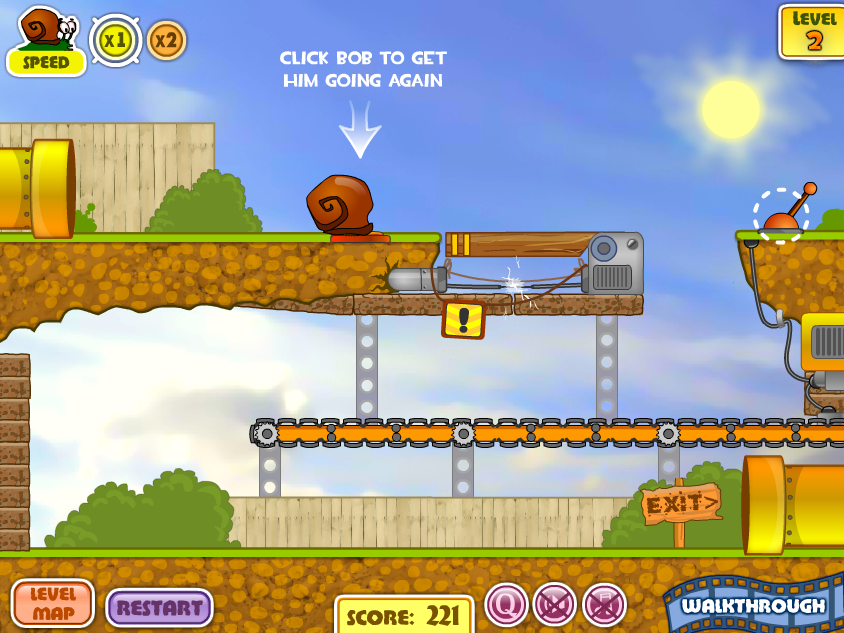 SPEED
x1
x2
LEVEL
2
CLICK BOB TO GET
HIM GOING AGAIN
!
EXIT>
LEVEL
MAP
RESTART
SCORE: 221
Q
WALKTHROUGH